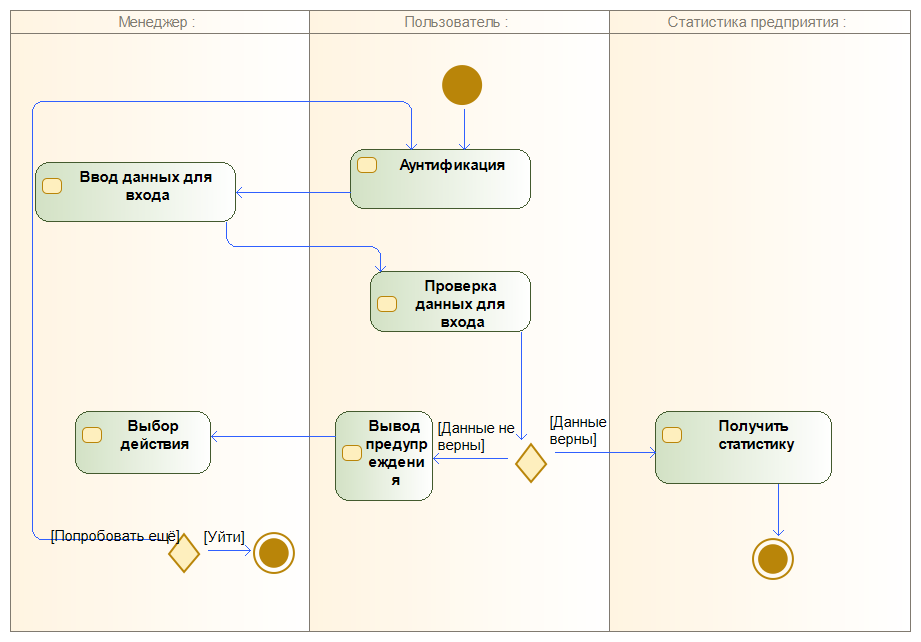 Менеджер :
Пользователь :
Статистика предприятия :
Аунтификация
Ввод данных для
входа
Проверка
данных для
входа
Выбор
действия
Вывод
предупр
еждени
я
[Данные не
верны]
[Данные
верны]
Получить
статистику
[Попробовать ещё]
[Уйти]